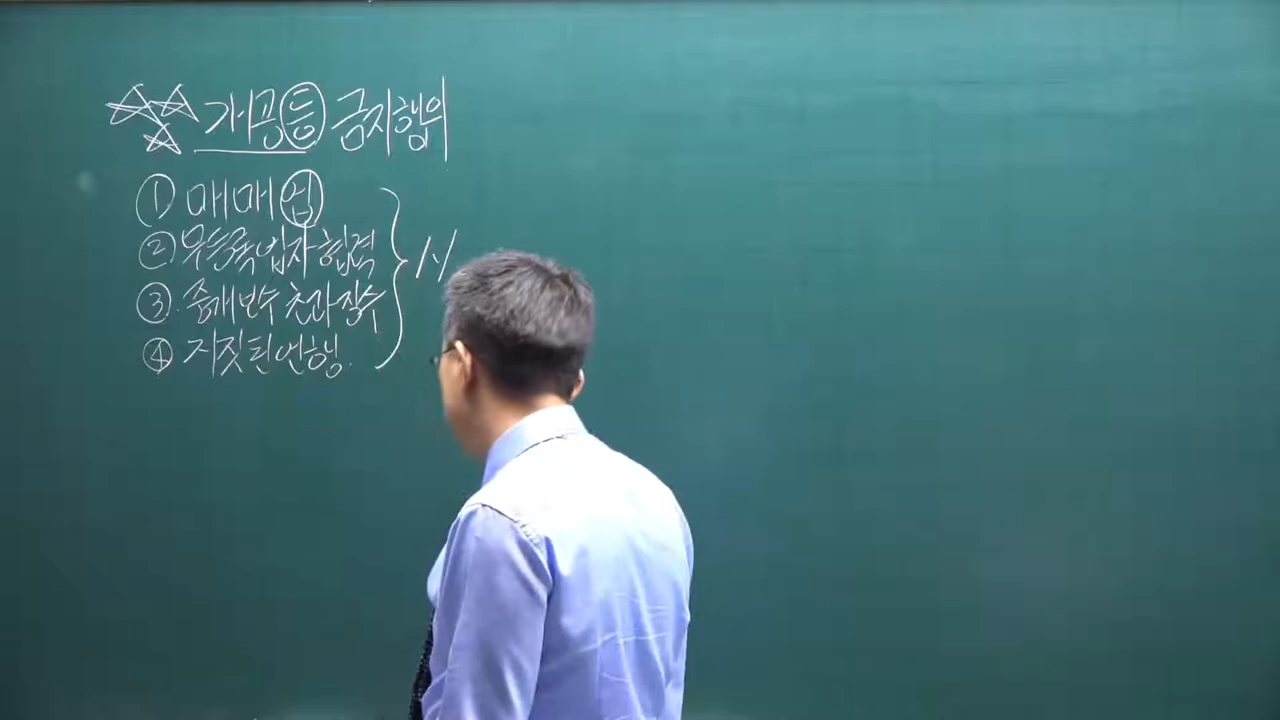 개공등 금지행위
① 매매업
② 무등록업자 협력
③ 중개보수 초과 징수
④ 거짓된 언행
1/1